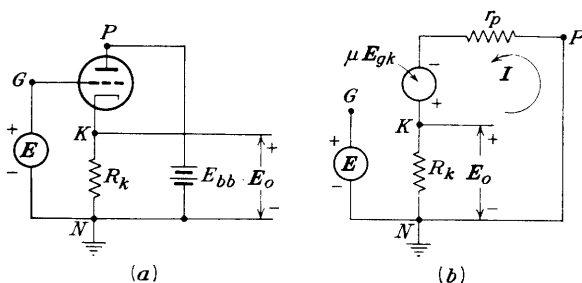 P
G
+
E
-
K
R_k
E_bb
+
E_o
-
N
(a)
r_p
P
-
μE_gk
+
I
G
+
E
-
K
R_k
+
E_o
-
N
(b)